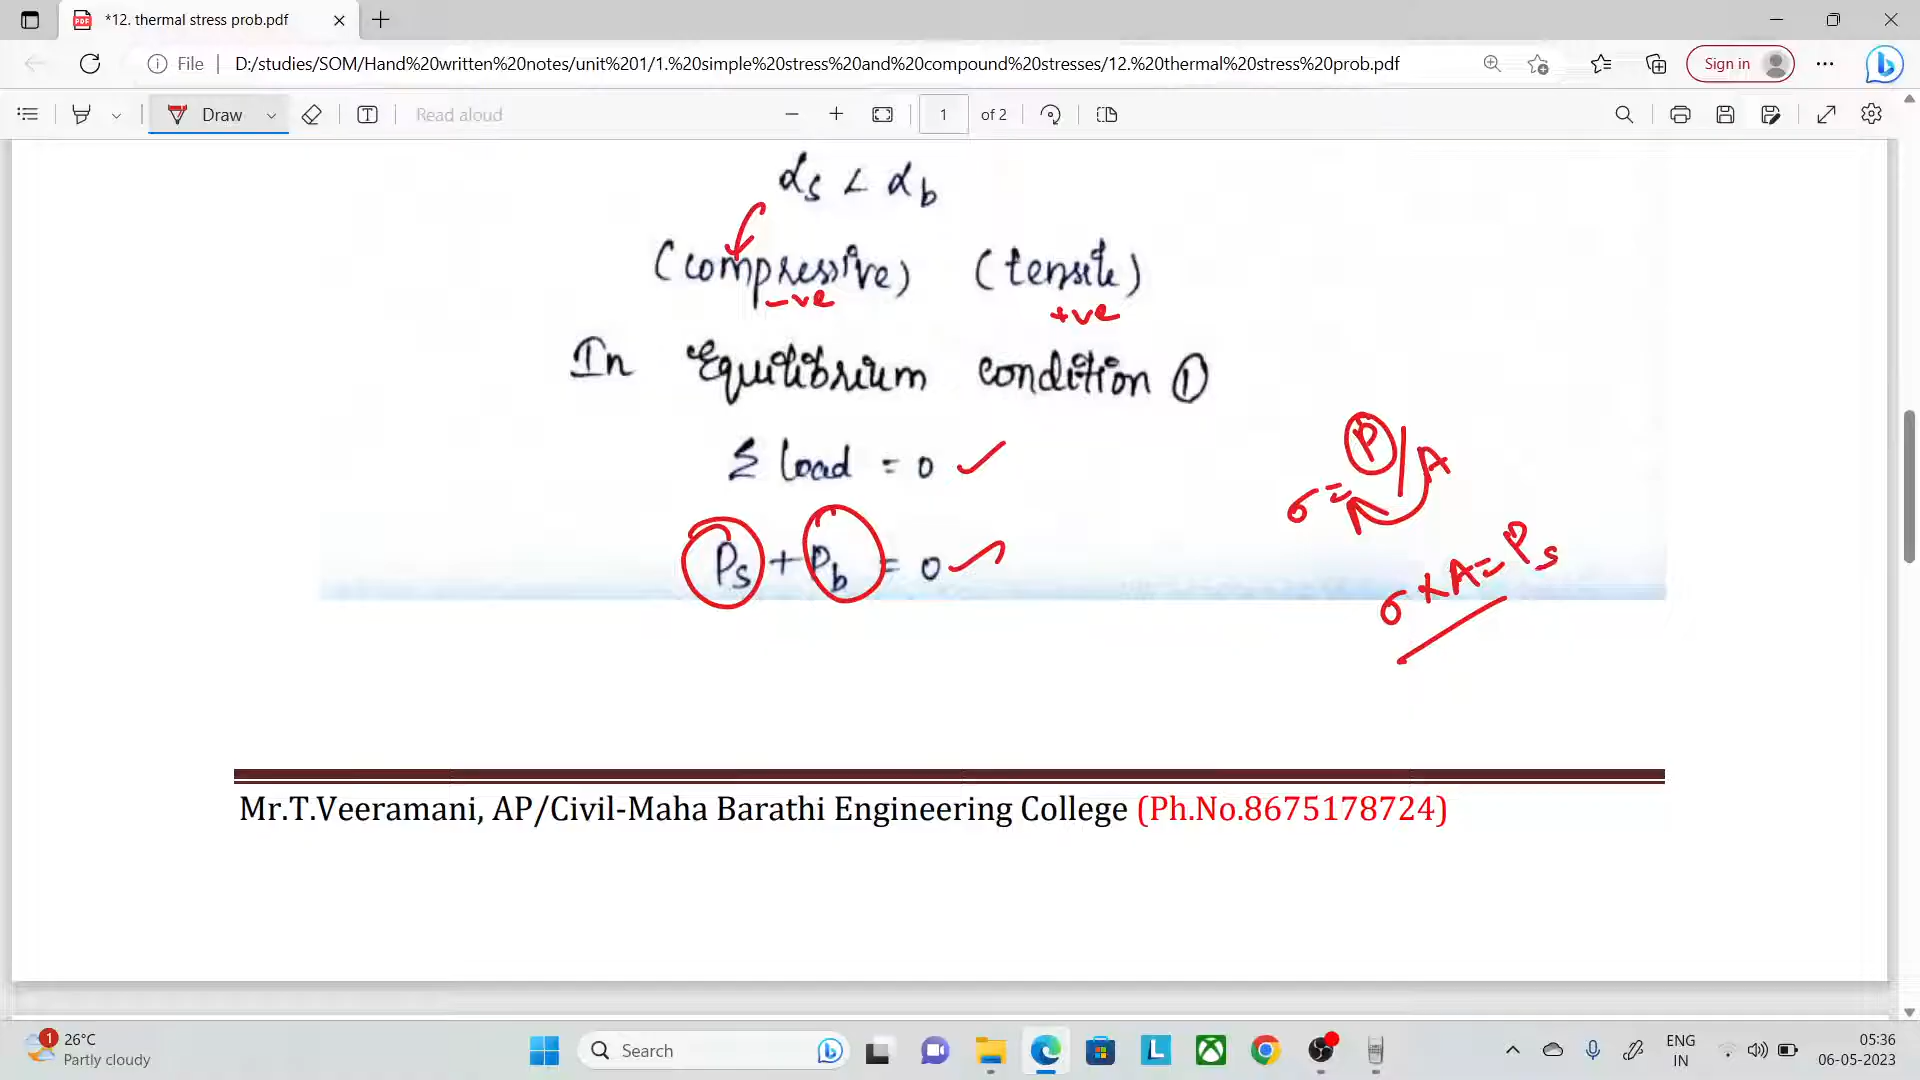 *12. thermal stress prob.pdf
File
D:/studies/SOM/Hand%20written%20notes/unit%201/1.%20simple%20stress%20and%20compound%20stresses/12.%20thermal%20stress%20prob.pdf
Sign in
Draw
Read aloud
1 of 2
αs < αb
(compressive) (tensile)
-ve +ve
In Equilibrium condition ①
Σ load = 0
Ps + Pb = 0
σ = P/A
σ × A = Ps
Mr.T.Veeramani, AP/Civil-Maha Barathi Engineering College (Ph.No.8675178724)
1
26°C
Partly cloudy
Search
ENG
IN
05:36
06-05-2023